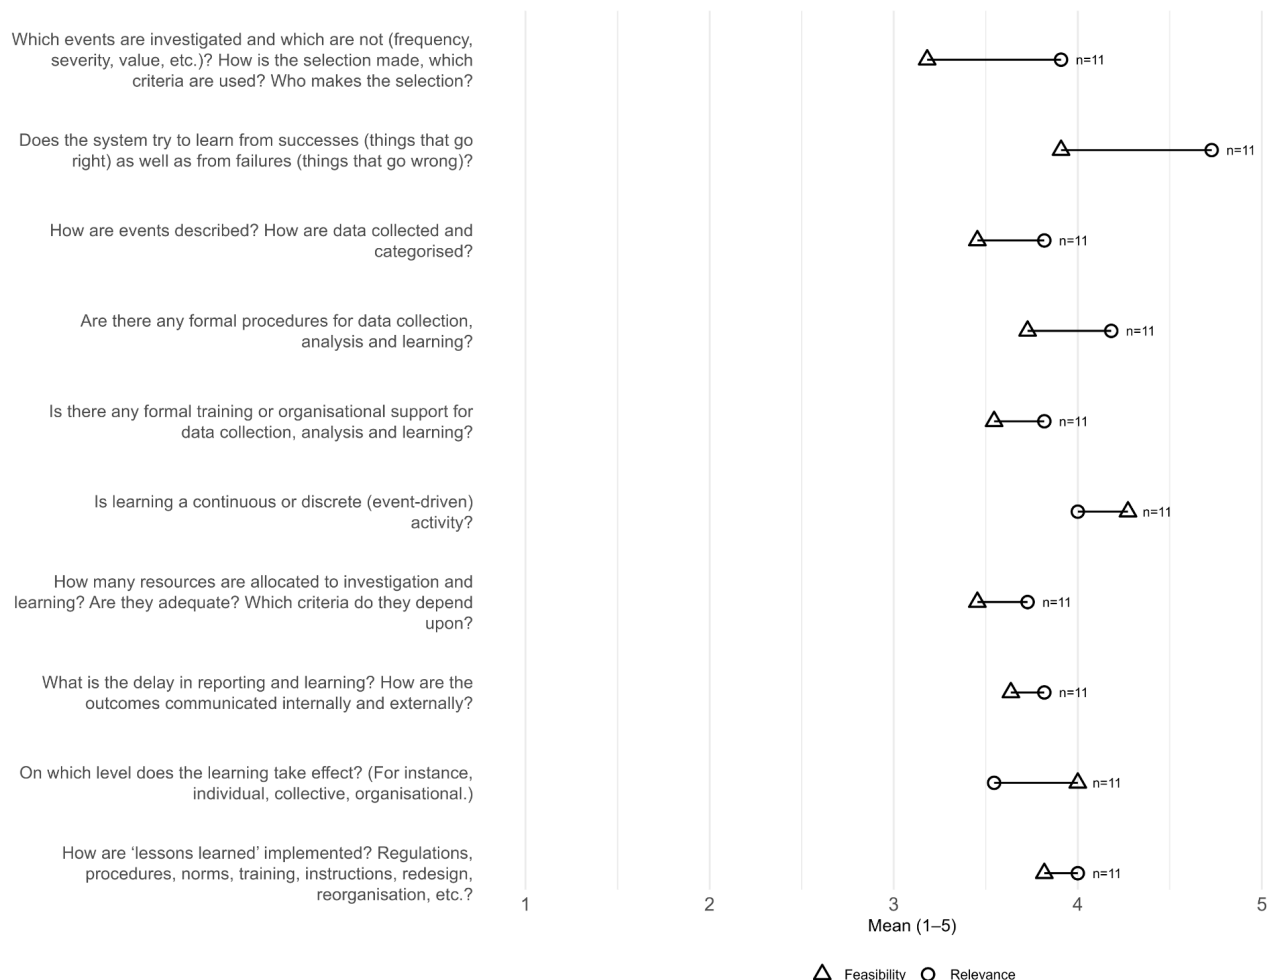 Which events are investigated and which are not (frequency,
severity, value, etc.)? How is the selection made, which
criteria are used? Who makes the selection?
n=11
Does the system try to learn from successes (things that go
right) as well as from failures (things that go wrong)?
n=11
How are events described? How are data collected and
categorised?
n=11
Are there any formal procedures for data collection,
analysis and learning?
n=11
Is there any formal training or organisational support for
data collection, analysis and learning?
n=11
Is learning a continuous or discrete (event-driven)
activity?
n=11
How many resources are allocated to investigation and
learning? Are they adequate? Which criteria do they depend
upon?
n=11
What is the delay in reporting and learning? How are the
outcomes communicated internally and externally?
n=11
On which level does the learning take effect? (For instance,
individual, collective, organisational.)
n=11
How are ‘lessons learned’ implemented? Regulations,
procedures, norms, training, instructions, redesign,
reorganisation, etc.?
n=11
1 2 3 4 5
Mean (1–5)
Feasibility Relevance